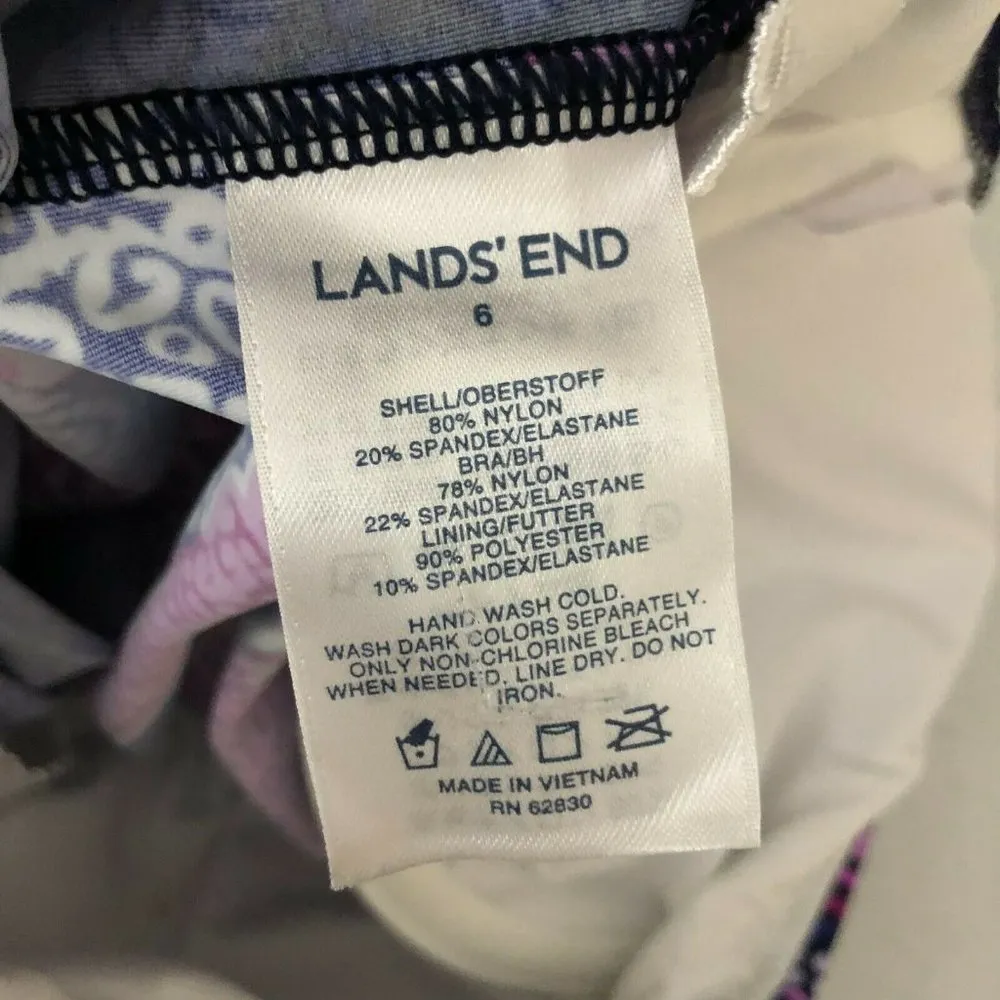 LANDS' END
6
SHELL/OBERSTOFF
80% NYLON
20% SPANDEX/ELASTANE
BRA/BH
78% NYLON
22% SPANDEX/ELASTANE
LINING/FUTTER
90% POLYESTER
10% SPANDEX/ELASTANE
HAND WASH COLD.
WASH DARK COLORS SEPARATELY.
ONLY NON-CHLORINE BLEACH
WHEN NEEDED. LINE DRY. DO NOT
IRON.
MADE IN VIETNAM
RN 62830